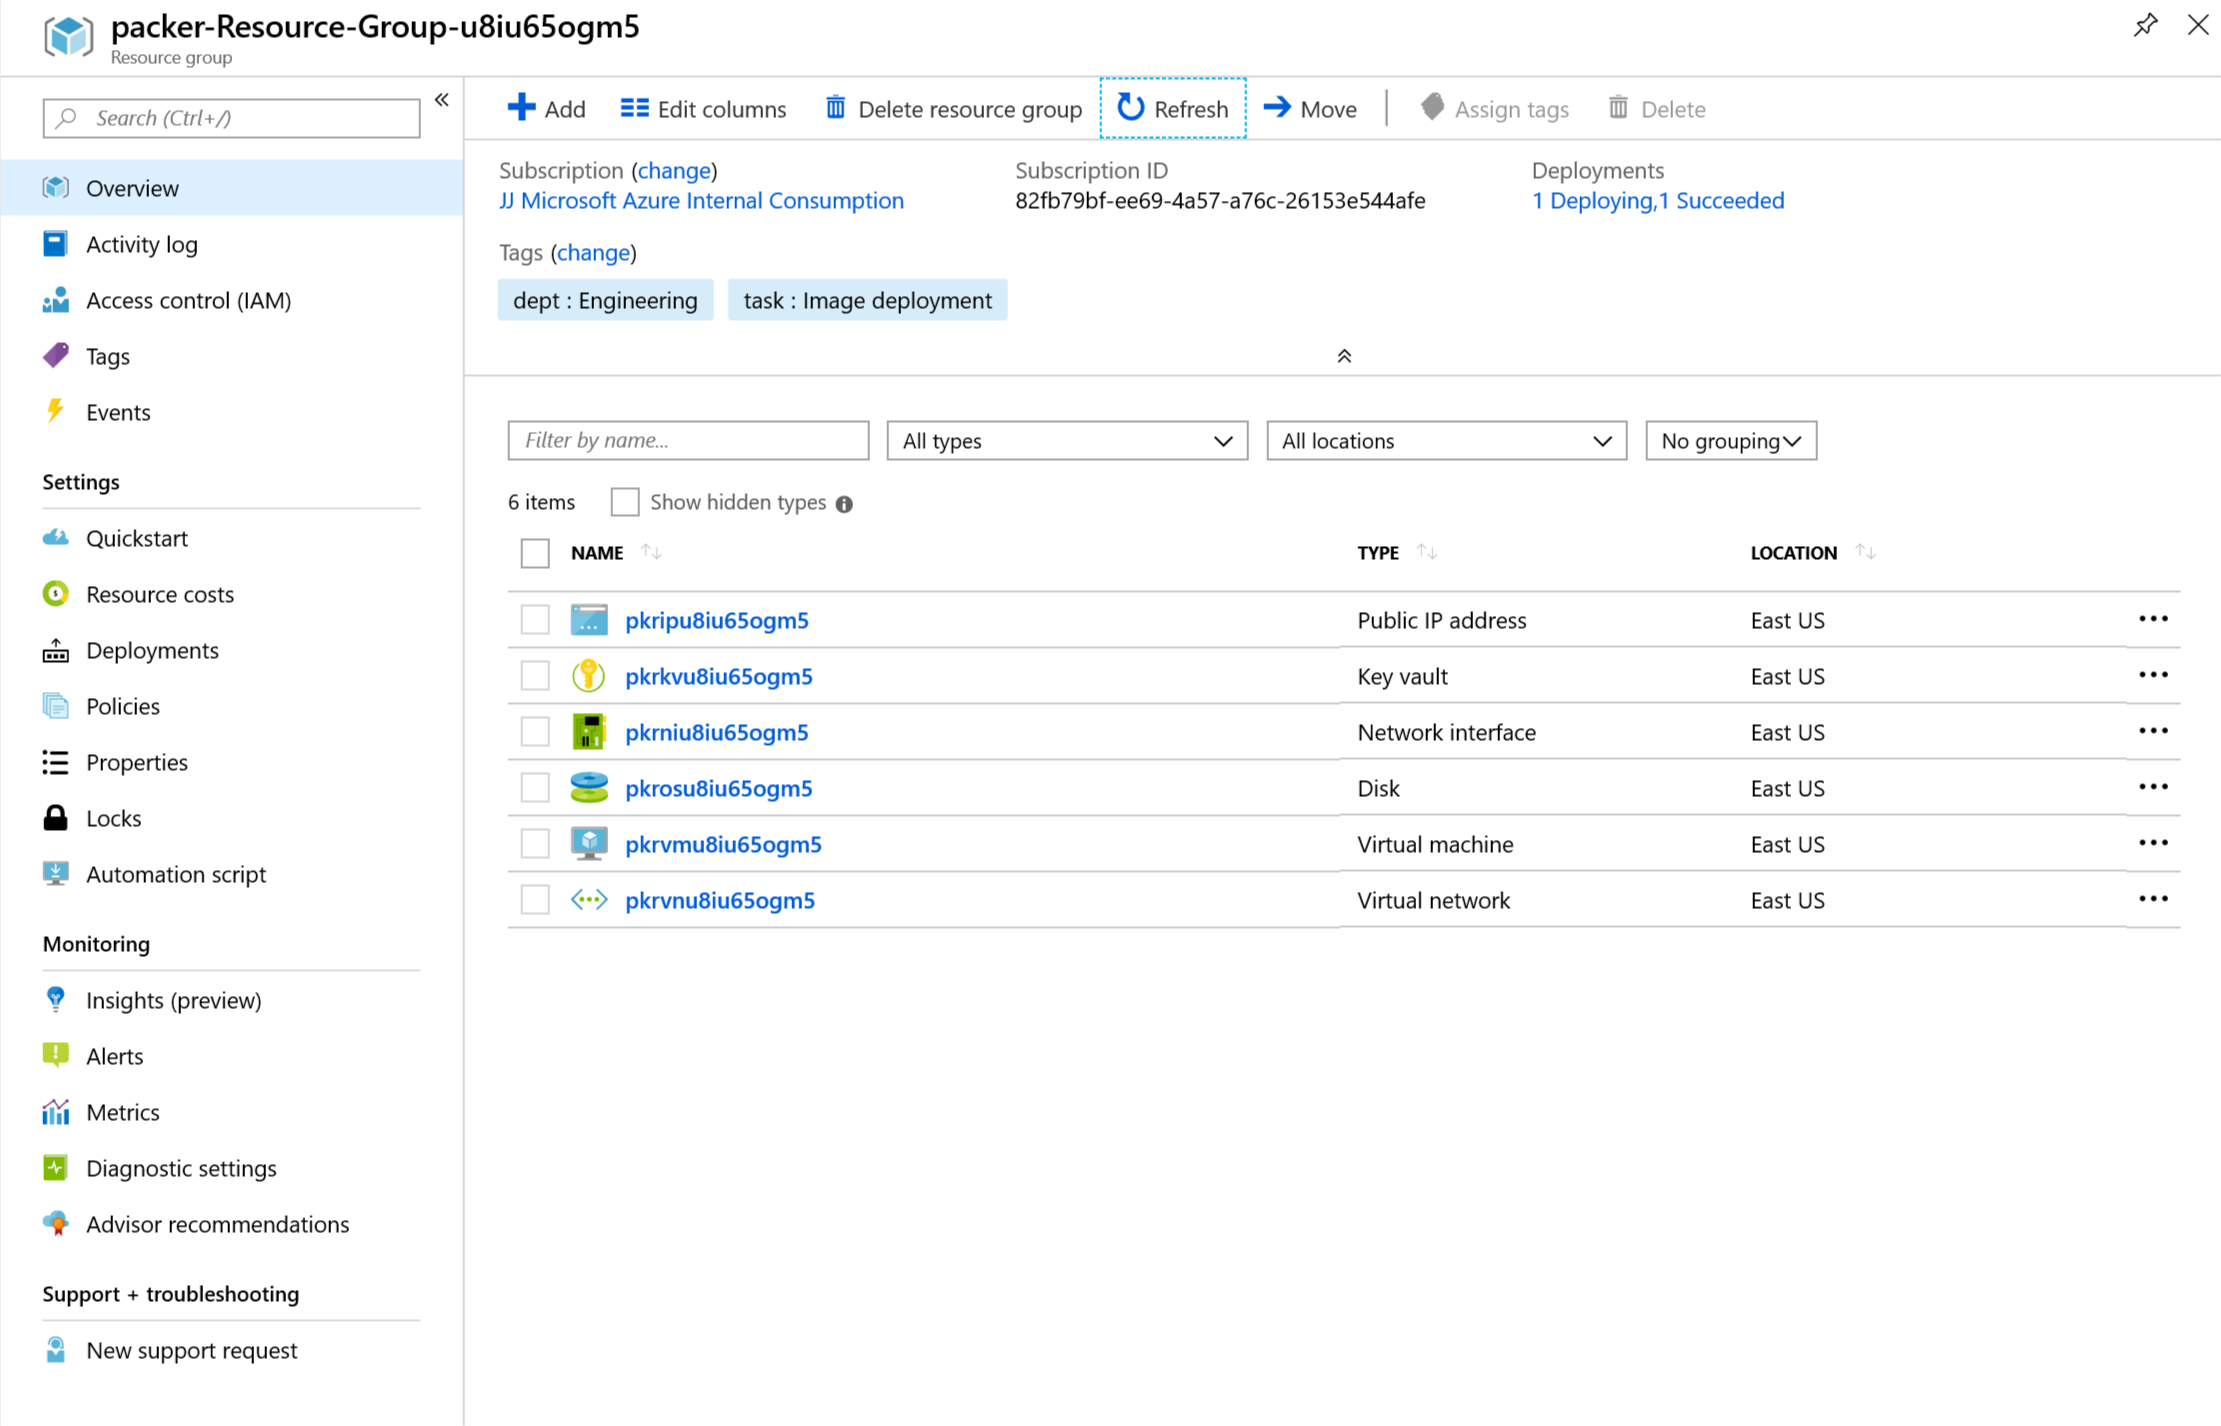 packer-Resource-Group-u8iu65ogm5
Resource group
Search (Ctrl+/)
Overview
Activity log
Access control (IAM)
Tags
Events
Settings
Quickstart
Resource costs
Deployments
Policies
Properties
Locks
Automation script
Monitoring
Insights (preview)
Alerts
Metrics
Diagnostic settings
Advisor recommendations
Support + troubleshooting
New support request
Add Edit columns Delete resource group Refresh Move Assign tags Delete
Subscription (change) Subscription ID Deployments
JJ Microsoft Azure Internal Consumption 82fb79bf-ee69-4a57-a76c-26153e544afe 1 Deploying,1 Succeeded
Tags (change)
dept : Engineering task : Image deployment
Filter by name... All types All locations No grouping
6 items Show hidden types
NAME TYPE LOCATION
pkripu8iu65ogm5 Public IP address East US
pkrkvu8iu65ogm5 Key vault East US
pkrniu8iu65ogm5 Network interface East US
pkrosu8iu65ogm5 Disk East US
pkrvmu8iu65ogm5 Virtual machine East US
pkrvnu8iu65ogm5 Virtual network East US